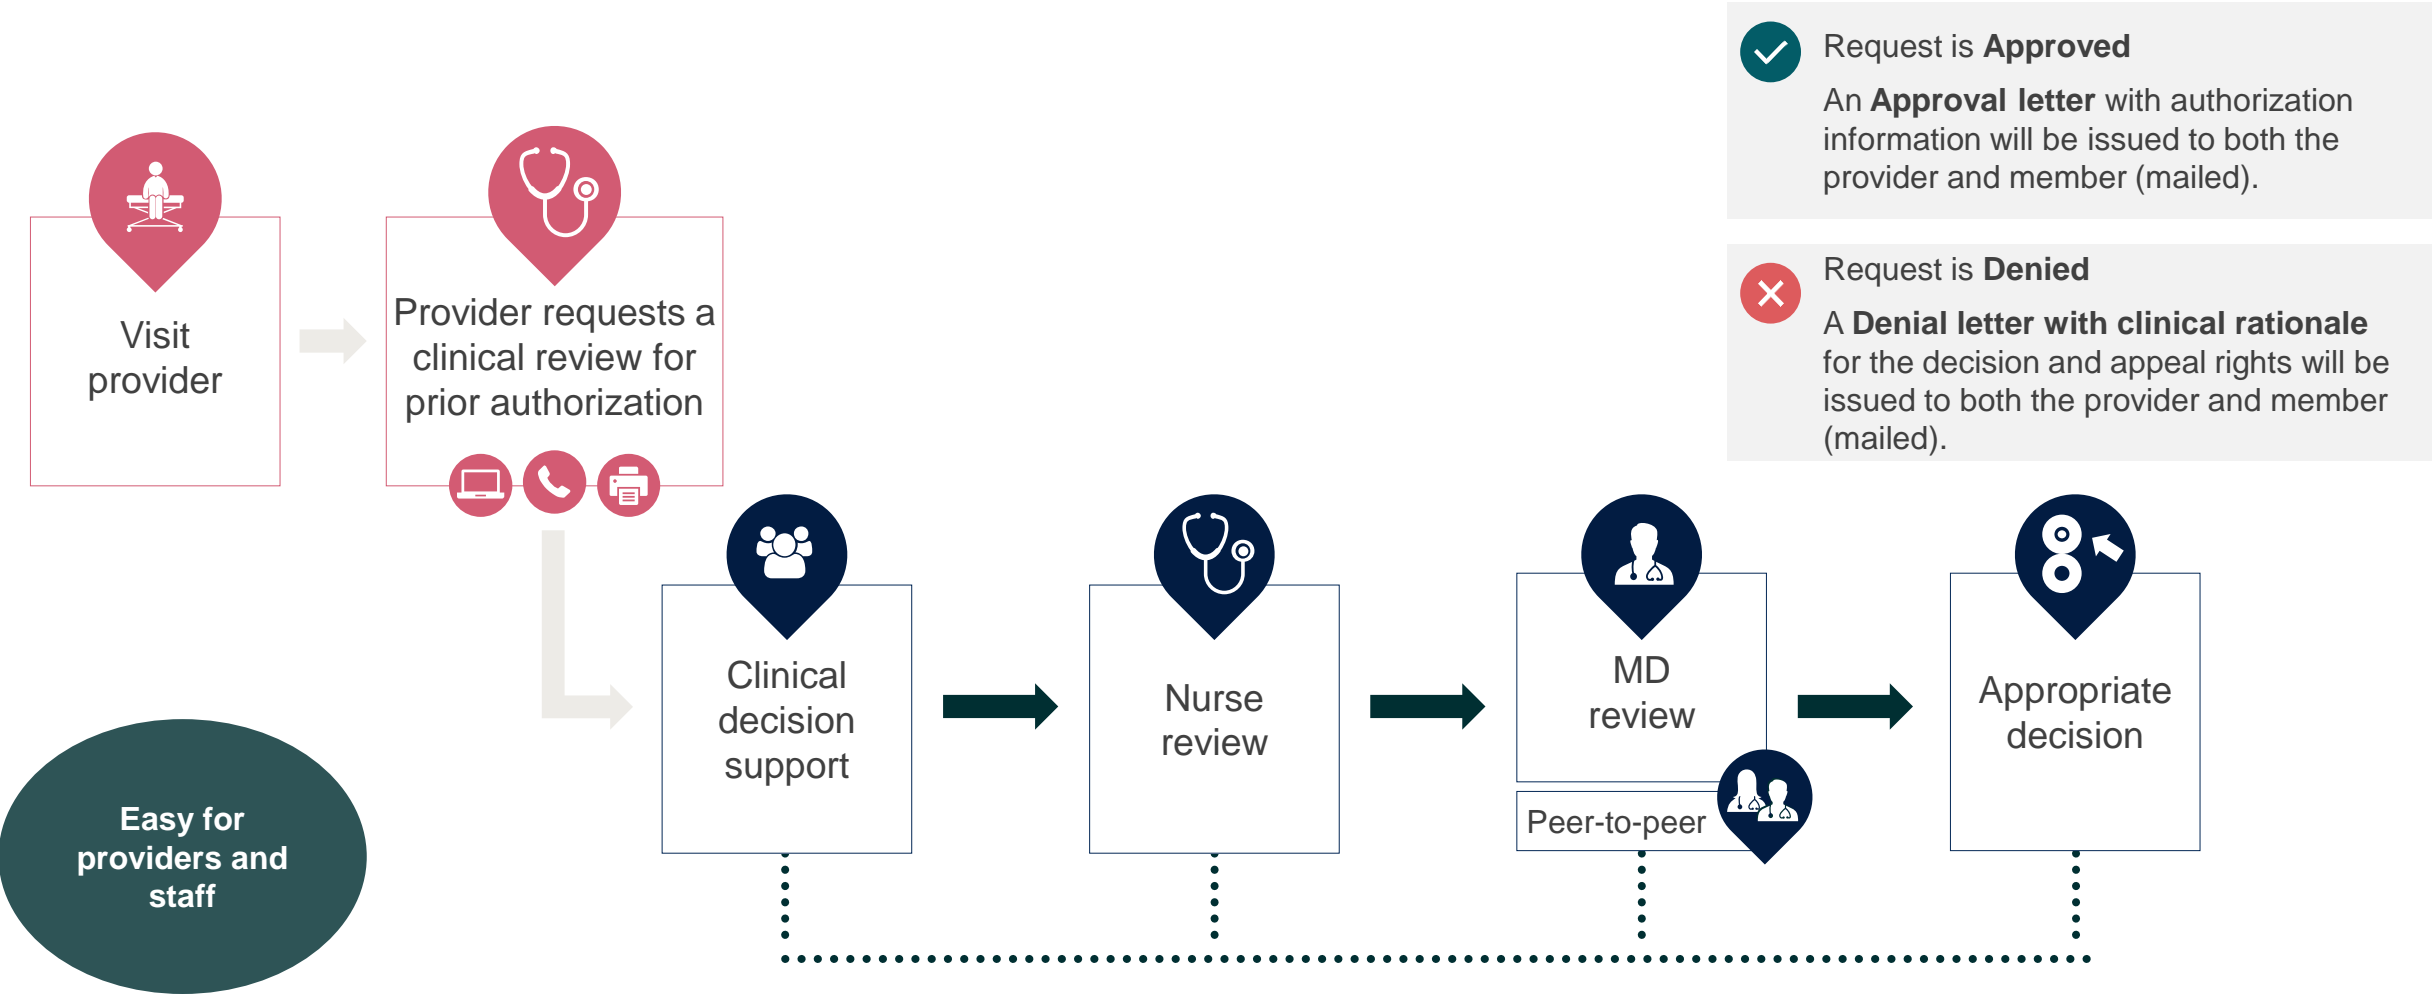 Request is Approved
An Approval letter with authorization
information will be issued to both the
provider and member (mailed).
Request is Denied
A Denial letter with clinical rationale
for the decision and appeal rights will be
issued to both the provider and member
(mailed).
Visit
provider
Provider requests a
clinical review for
prior authorization
Clinical
decision
support
Nurse
review
MD
review
Peer-to-peer
Appropriate
decision
Easy for
providers and
staff